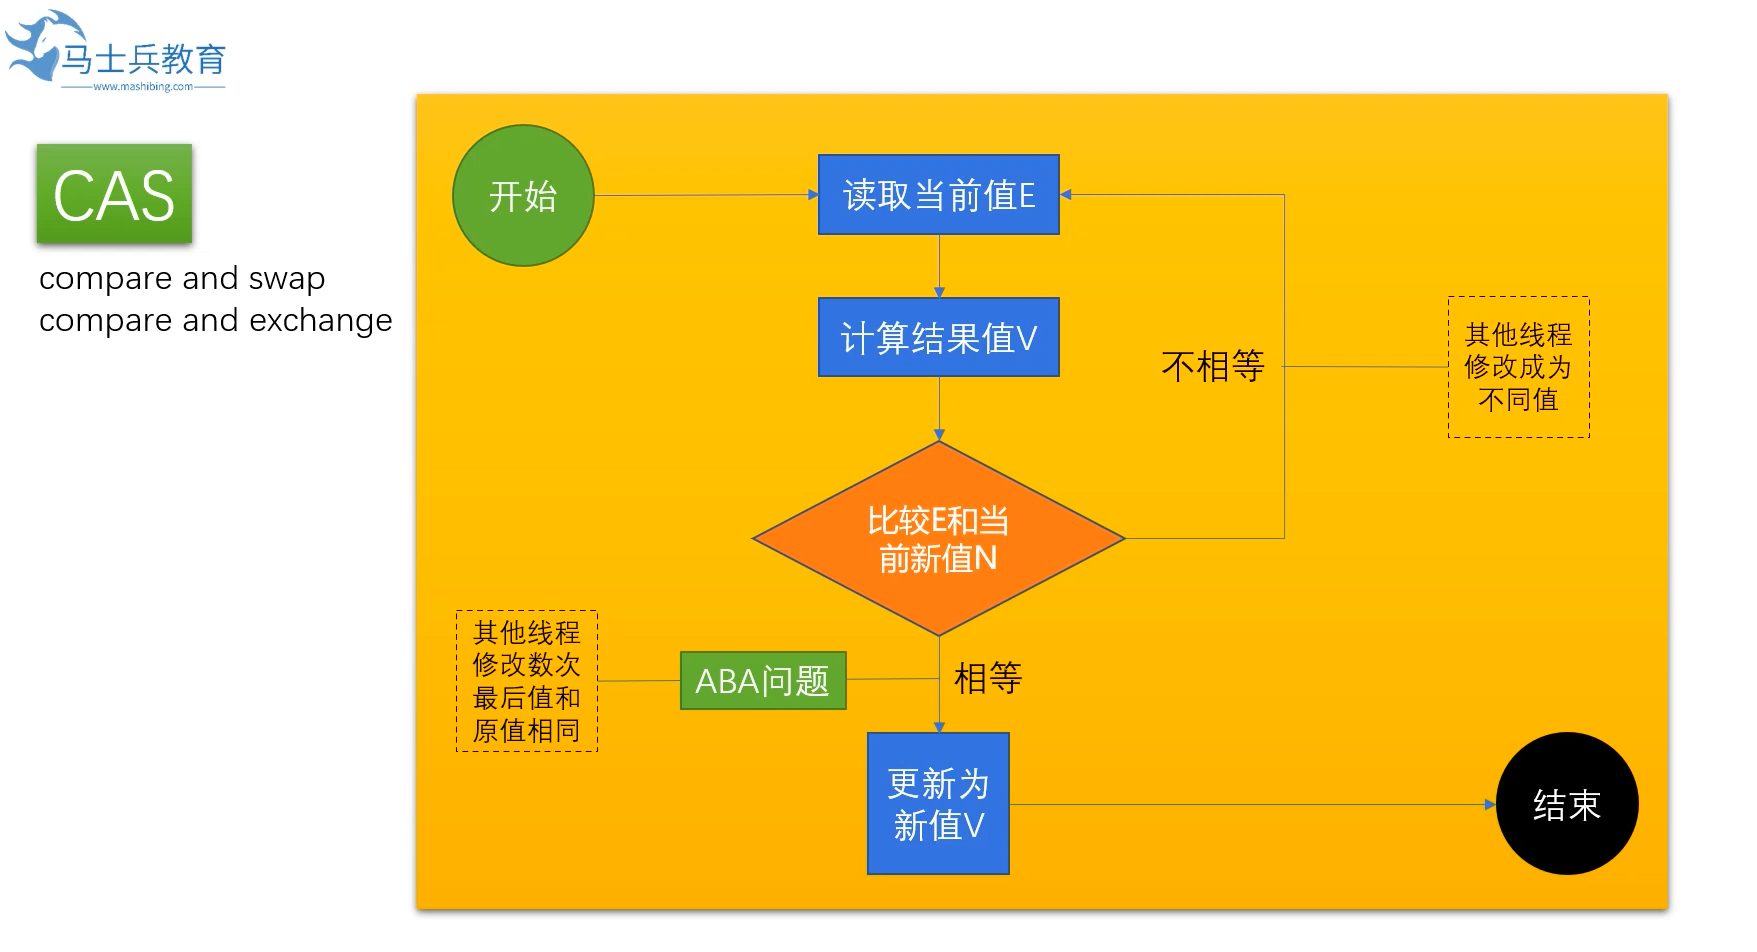 马士兵教育
www.mashibing.com
CAS
compare and swap
compare and exchange
开始
读取当前值E
计算结果值V
不相等
其他线程
修改成为
不同值
比较E和当
前新值N
其他线程
修改数次
最后值和
原值相同
ABA问题
相等
更新为
新值V
结束